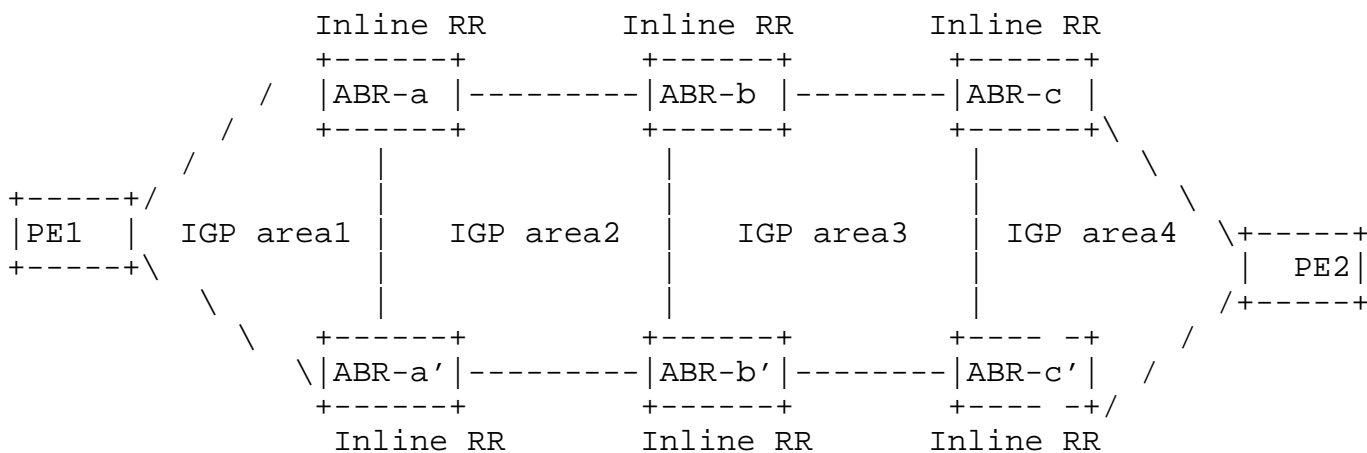 Inline RR Inline RR Inline RR
ABR-a ABR-b ABR-c
PE1 IGP area1 IGP area2 IGP area3 IGP area4
PE2
ABR-a′ ABR-b′ ABR-c′
Inline RR Inline RR Inline RR